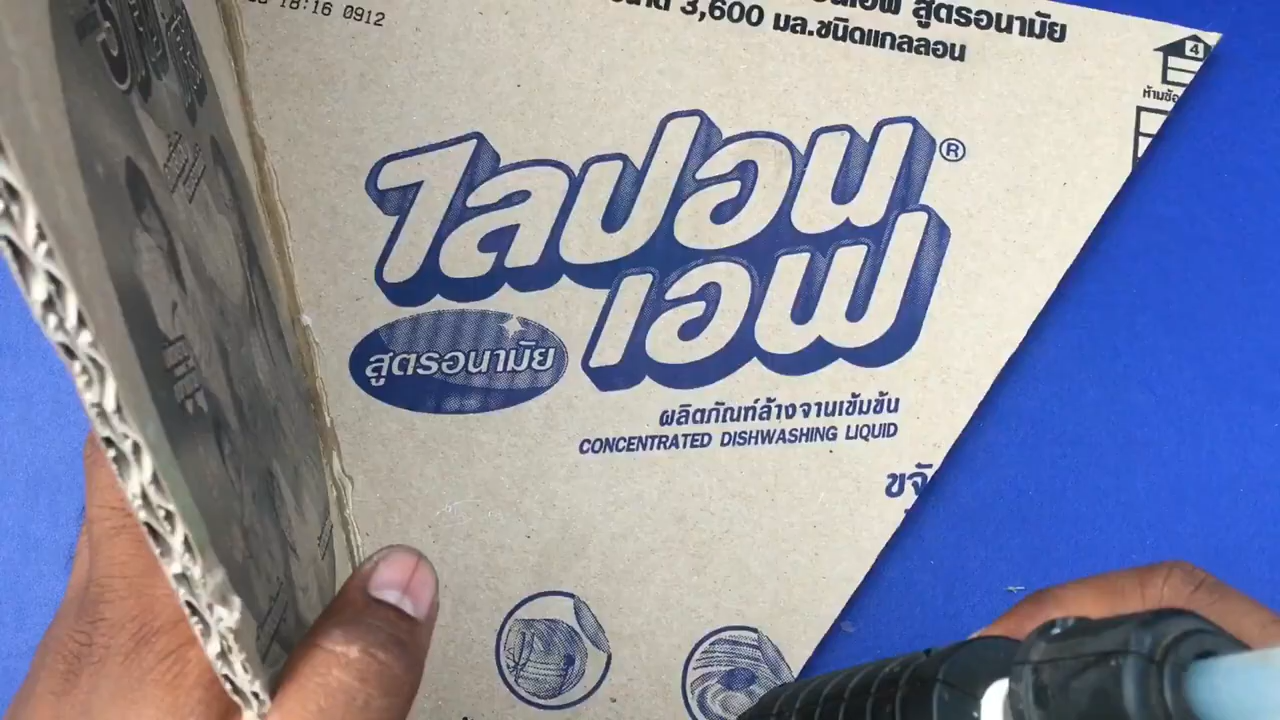 18:16 0912
สูตรอนามัย
3,600 มล.ชนิดแกลลอน
4
ไลปอน
®
เอฟ
สูตรอนามัย
ผลิตภัณฑ์ล้างจานเข้มข้น
CONCENTRATED DISHWASHING LIQUID